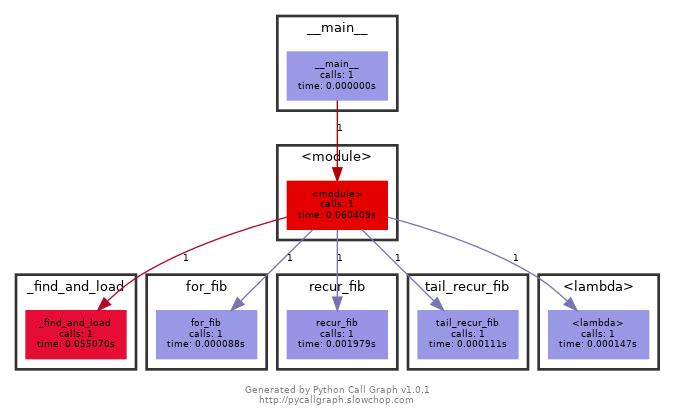 __main__
__main__
calls: 1
time: 0.000000s
1
<module>
<module>
calls: 1
time: 0.060409s
1
1
1
1
1
_find_and_load
_find_and_load
calls: 1
time: 0.055070s
for_fib
for_fib
calls: 1
time: 0.000088s
recur_fib
recur_fib
calls: 1
time: 0.001979s
tail_recur_fib
tail_recur_fib
calls: 1
time: 0.000111s
<lambda>
<lambda>
calls: 1
time: 0.000147s
Generated by Python Call Graph v1.0.1
http://pycallgraph.slowchop.com